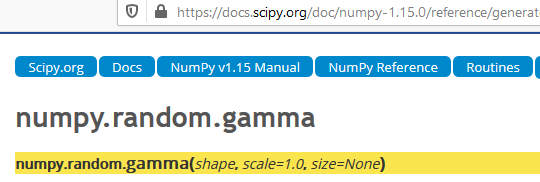 https://docs.scipy.org/doc/numpy-1.15.0/reference/generat
Scipy.org Docs NumPy v1.15 Manual NumPy Reference Routines
numpy.random.gamma
numpy.random.gamma(shape, scale=1.0, size=None)